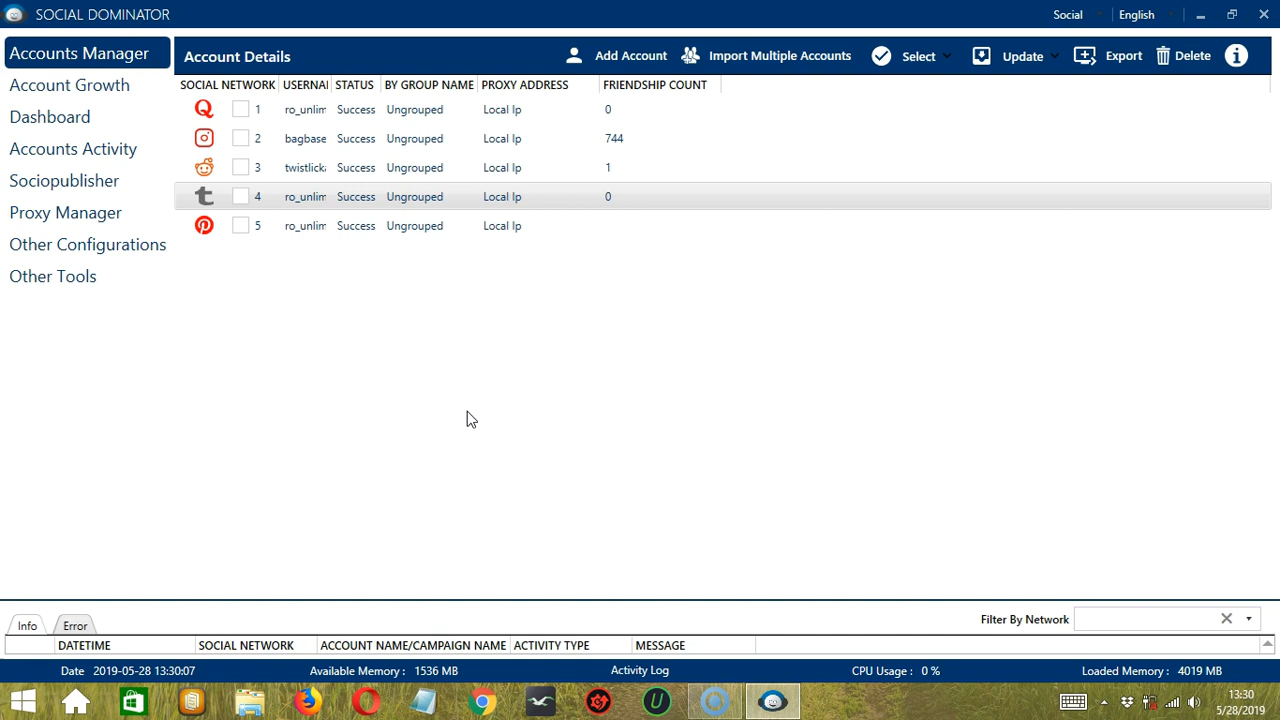 SOCIAL DOMINATOR Social English
Accounts Manager
Account Growth
Dashboard
Accounts Activity
Sociopublisher
Proxy Manager
Other Configurations
Other Tools
Account Details Add Account Import Multiple Accounts Select Update Export Delete
SOCIAL NETWORK USERNA STATUS BY GROUP NAME PROXY ADDRESS FRIENDSHIP COUNT
1 ro_unlim Success Ungrouped Local Ip 0
2 bagbase Success Ungrouped Local Ip 744
3 twistlick Success Ungrouped Local Ip 1
4 ro_unlim Success Ungrouped Local Ip 0
5 ro_unlim Success Ungrouped Local Ip
Info Error Filter By Network
DATETIME SOCIAL NETWORK ACCOUNT NAME/CAMPAIGN NAME ACTIVITY TYPE MESSAGE
Date 2019-05-28 13:30:07 Available Memory : 1536 MB Activity Log CPU Usage : 0 % Loaded Memory : 4019 MB
13:30
5/28/2019